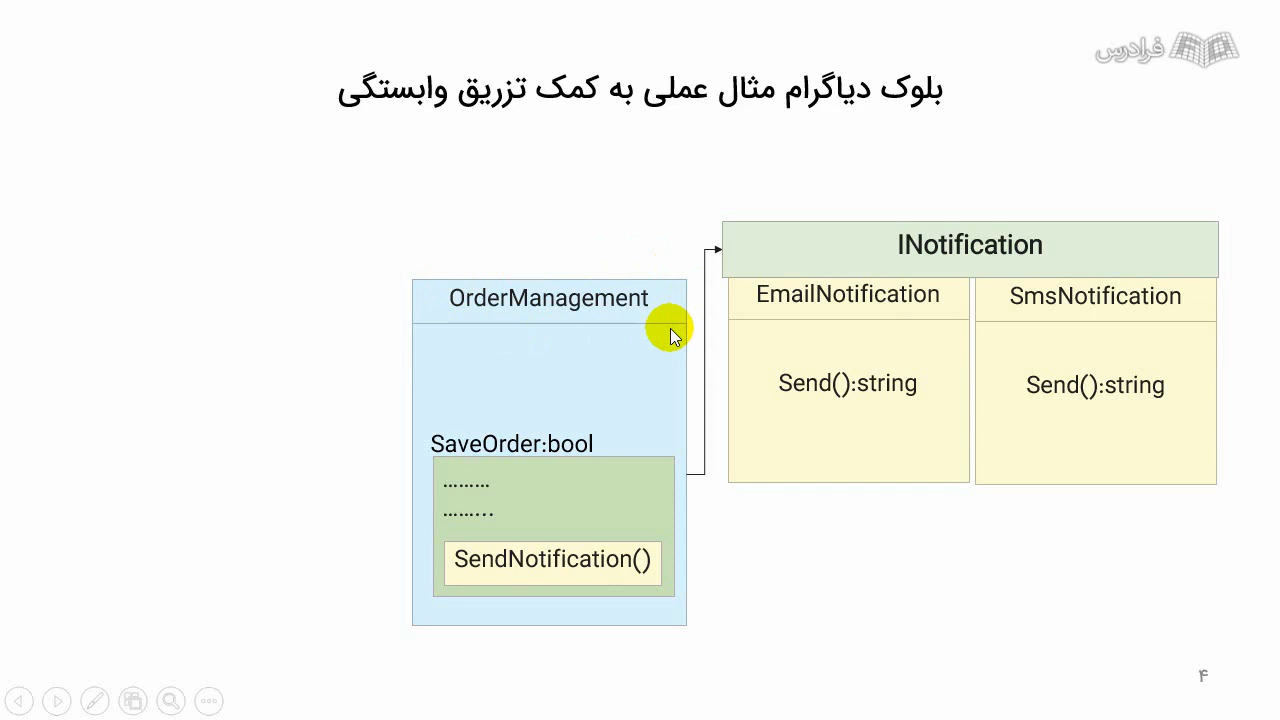 فرادرس
بلوک دیاگرام مثال عملی به کمک تزریق وابستگی
INotification
OrderManagement
EmailNotification
SmsNotification
Send():string
Send():string
SaveOrder:bool
.........
.........
SendNotification()
۴